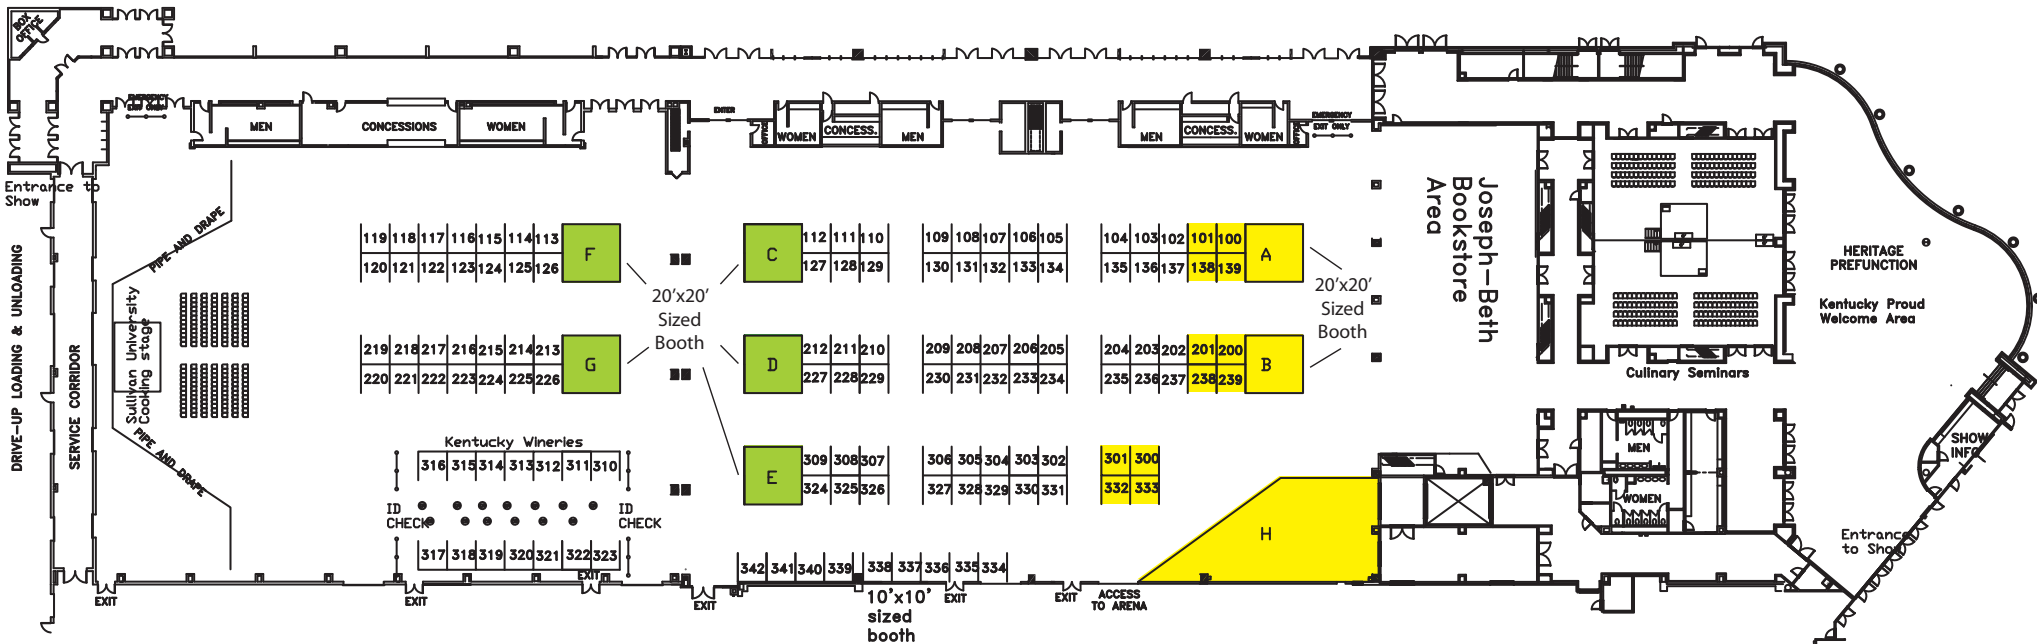 BOX
OFFICE
EMERGENCY
EXIT ONLY
MEN
CONCESSIONS
WOMEN
ENTER
OFFICE
WOMEN
CONCESS.
MEN
MEN
CONCESS.
WOMEN
OFFICE
EMERGENCY
EXIT ONLY
Entrance to
Show
DRIVE-UP LOADING & UNLOADING
SERVICE CORRIDOR
PIPE AND DRAPE
Sullivan University
Cooking stage
PIPE AND DRAPE
119 118 117 116 115 114 113
120 121 122 123 124 125 126
F
C
112 111 110
127 128 129
109 108 107 106 105
130 131 132 133 134
104 103 102 101 100
135 136 137 138 139
A
20'x20'
Sized
Booth
20'x20'
Sized
Booth
219 218 217 216 215 214 213
220 221 222 223 224 225 226
G
D
212 211 210
227 228 229
209 208 207 206 205
230 231 232 233 234
204 203 202 201 200
235 236 237 238 239
B
Joseph-Beth
Bookstore
Area
HERITAGE
PREFUNCTION
Kentucky Proud
Welcome Area
Culinary Seminars
Kentucky Wineries
316 315 314 313 312 311 310
ID
CHECK
ID
CHECK
317 318 319 320 321 322 323
E
309 308 307
324 325 326
306 305 304 303 302
327 328 329 330 331
301 300
332 333
H
342 341 340 339 338 337 336 335 334
10'x10'
sized
booth
EXIT
EXIT
EXIT
EXIT
EXIT
EXIT
ACCESS
TO ARENA
MEN
WOMEN
SHOW
INFO
Entrance
to Show